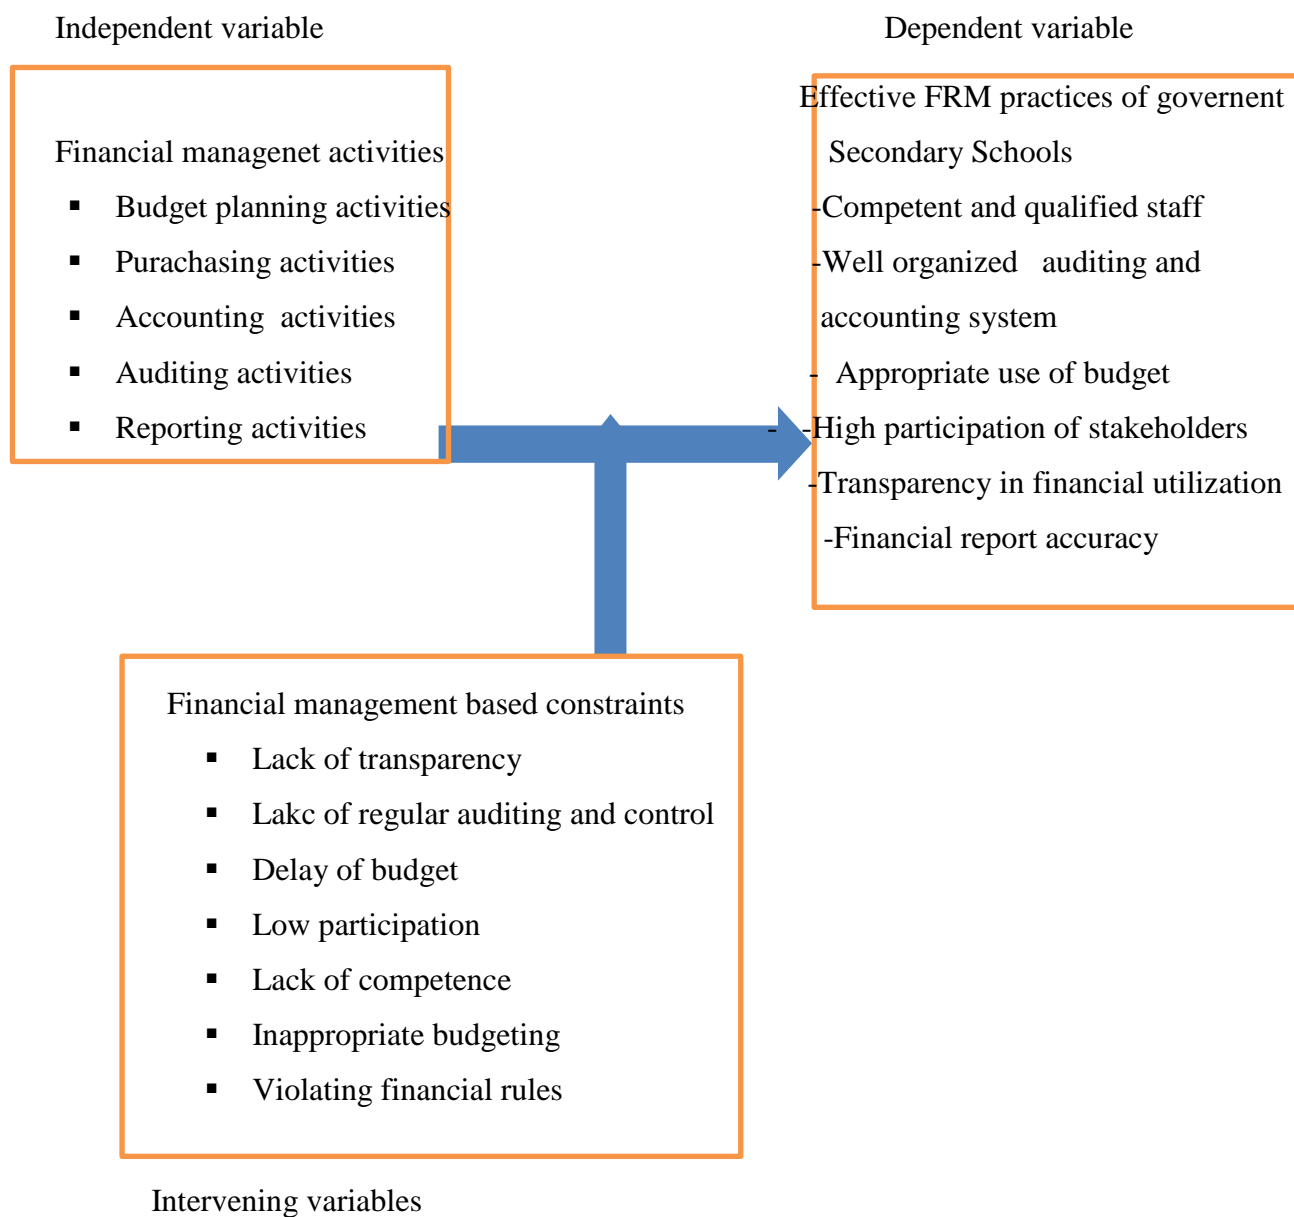 Independent variable
Dependent variable
Financial managenet activities
▪ Budget planning activities
▪ Purachasing activities
▪ Accounting activities
▪ Auditing activities
▪ Reporting activities
Effective FRM practices of governent
Secondary Schools
-Competent and qualified staff
-Well organized auditing and
accounting system
- Appropriate use of budget
- -High participation of stakeholders
-Transparency in financial utilization
-Financial report accuracy
Financial management based constraints
▪ Lack of transparency
▪ Lakc of regular auditing and control
▪ Delay of budget
▪ Low participation
▪ Lack of competence
▪ Inappropriate budgeting
▪ Violating financial rules
Intervening variables